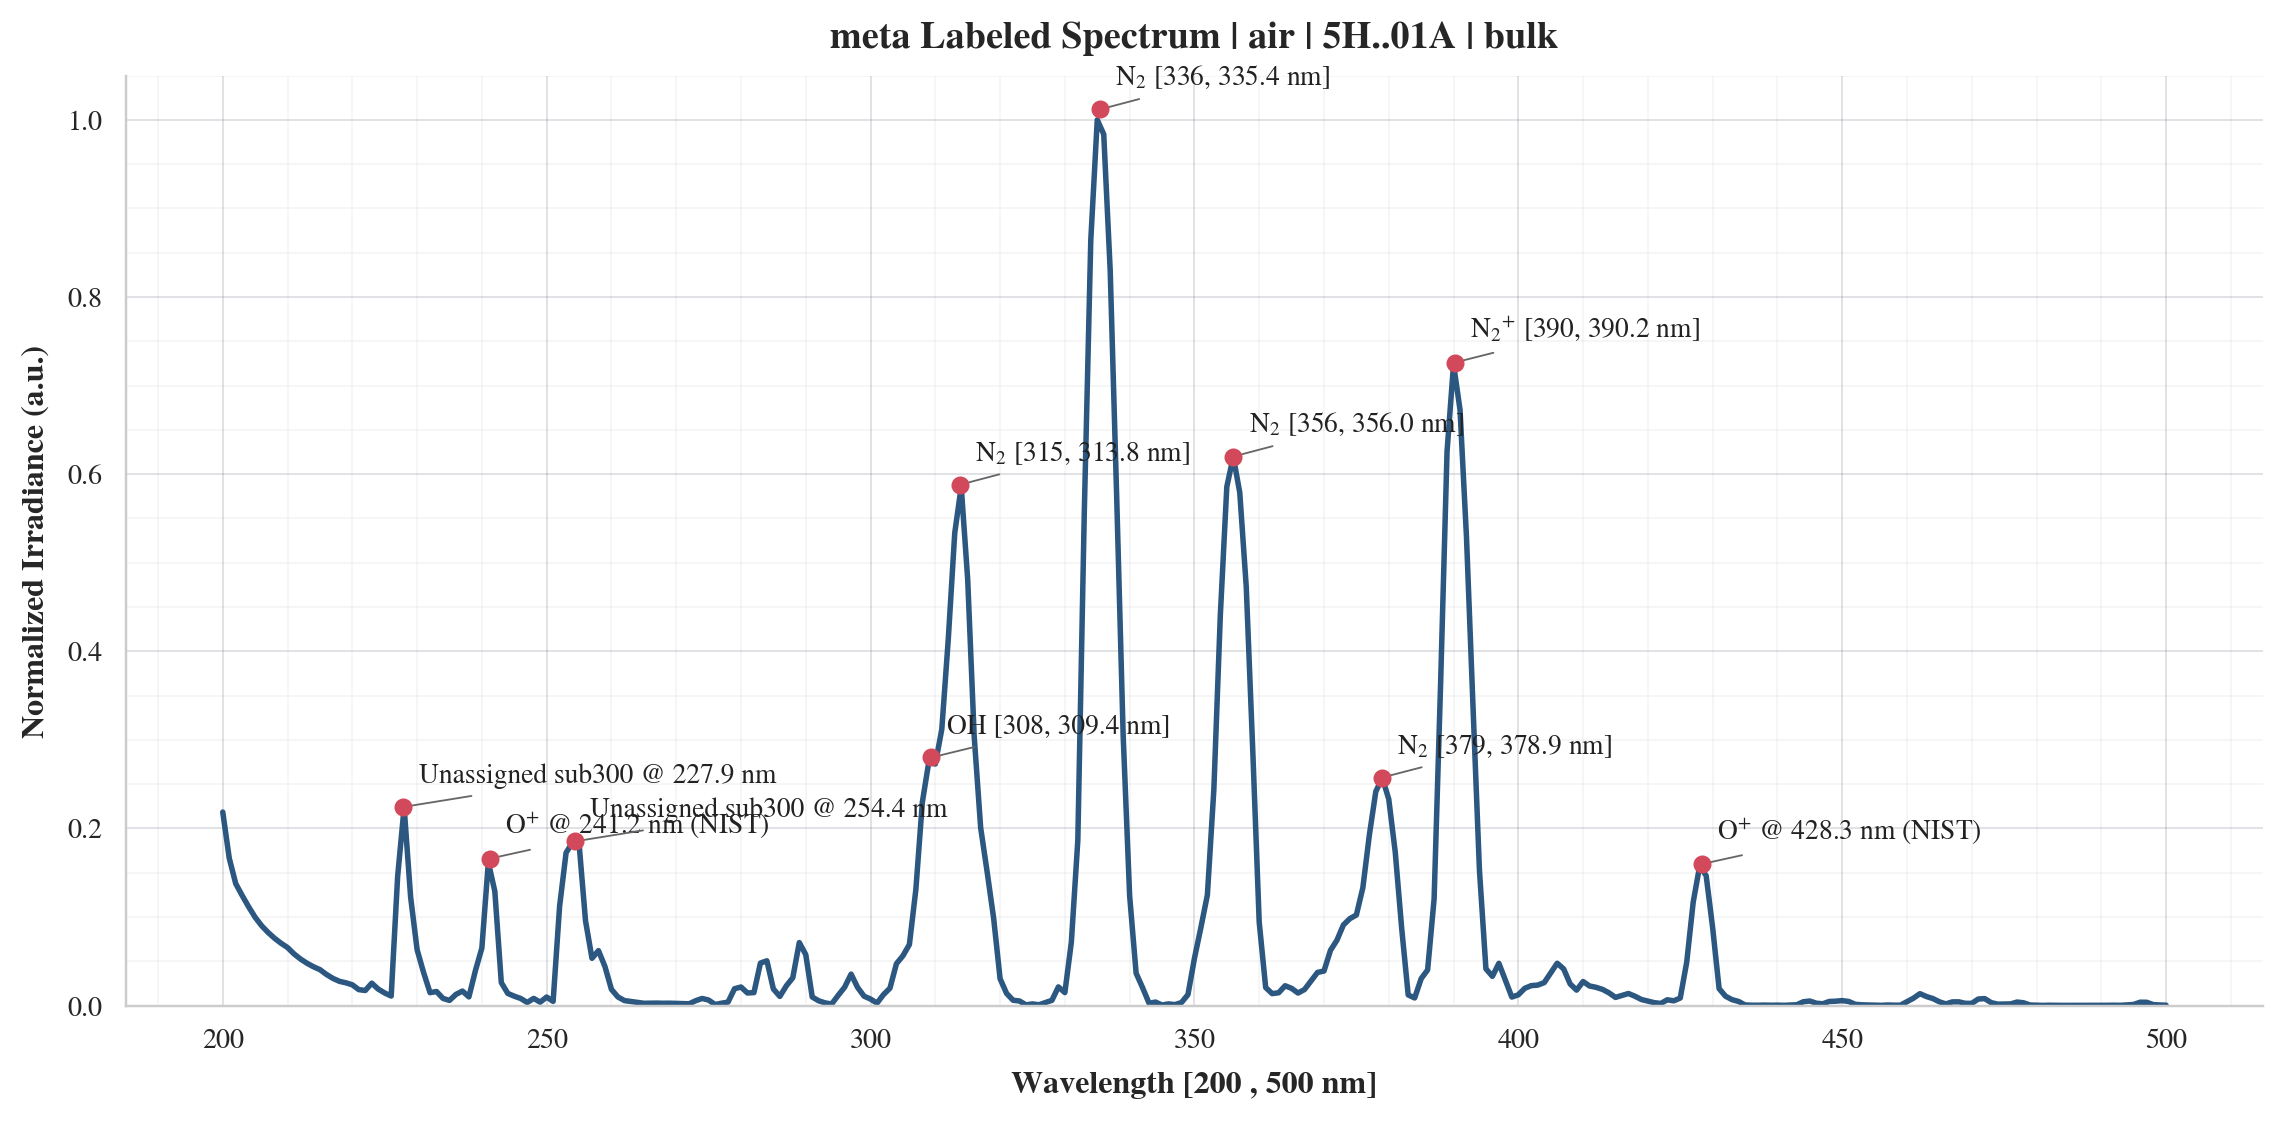 meta Labeled Spectrum | air | 5H..01A | bulk
N₂ [336, 335.4 nm]
N₂⁺ [390, 390.2 nm]
N₂ [356, 356.0 nm]
N₂ [315, 313.8 nm]
OH [308, 309.4 nm]
N₂ [379, 378.9 nm]
Unassigned sub300 @ 227.9 nm
Unassigned sub300 @ 254.4 nm
O⁺ @ 241.2 nm (NIST)
O⁺ @ 428.3 nm (NIST)
Normalized Irradiance (a.u.)
1.0
0.8
0.6
0.4
0.2
0.0
200 250 300 350 400 450 500
Wavelength [200 , 500 nm]